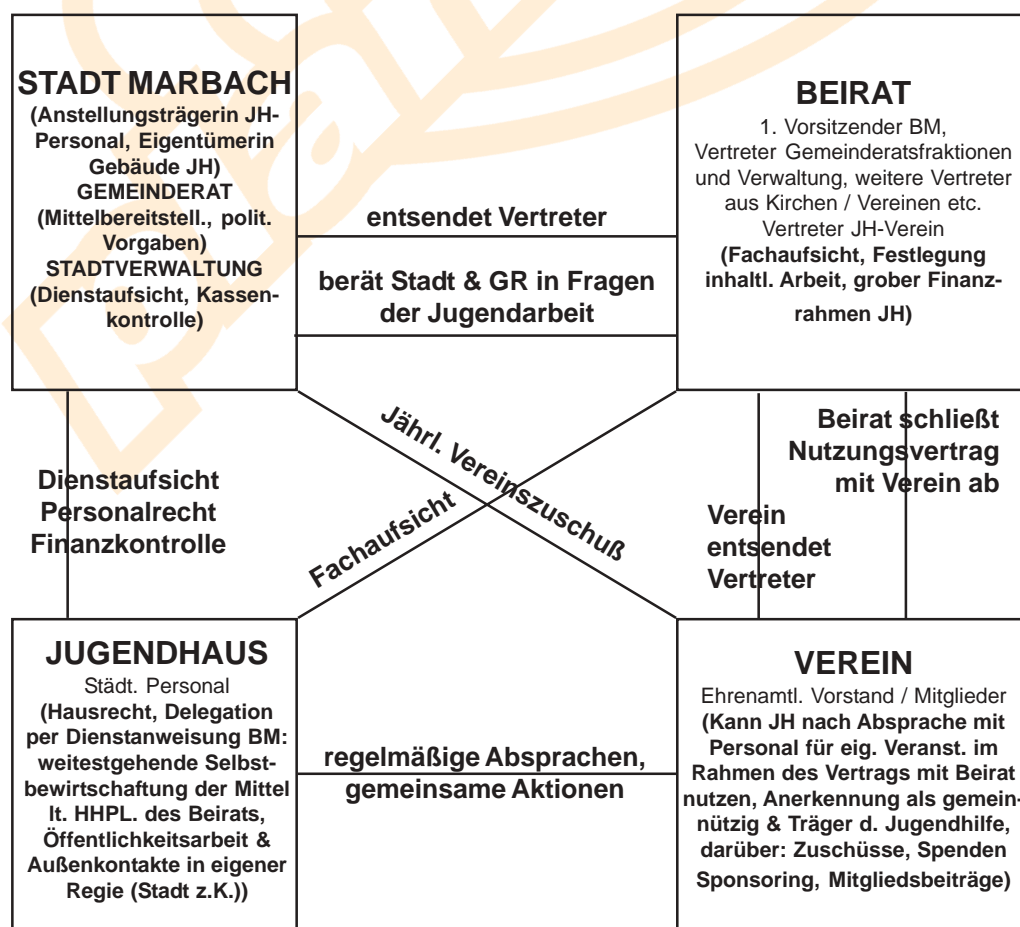 STADT MARBACH
(Anstellungsträgerin JH-
Personal, Eigentümerin
Gebäude JH)
GEMEINDERAT
(Mittelbereitstell., polit.
Vorgaben)
STADTVERWALTUNG
(Dienstaufsicht, Kassen-
kontrolle)
entsendet Vertreter
berät Stadt & GR in Fragen
der Jugendarbeit
BEIRAT
1. Vorsitzender BM,
Vertreter Gemeinderatsfraktionen
und Verwaltung, weitere Vertreter
aus Kirchen / Vereinen etc.
Vertreter JH-Verein
(Fachaufsicht, Festlegung
inhaltl. Arbeit, grober Finanz-
rahmen JH)
Dienstaufsicht
Personalrecht
Finanzkontrolle
Jährl. Vereinszuschuß
Fachaufsicht
Beirat schließt
Nutzungsvertrag
mit Verein ab
Verein
entsendet
Vertreter
JUGENDHAUS
Städt. Personal
(Hausrecht, Delegation
per Dienstanweisung BM:
weitestgehende Selbst-
bewirtschaftung der Mittel
lt. HHPL. des Beirats,
Öffentlichkeitsarbeit &
Außenkontakte in eigener
Regie (Stadt z.K.))
regelmäßige Absprachen,
gemeinsame Aktionen
VEREIN
Ehrenamtl. Vorstand / Mitglieder
(Kann JH nach Absprache mit
Personal für eig. Veranst. im
Rahmen des Vertrags mit Beirat
nutzen, Anerkennung als gemein-
nützig & Träger d. Jugendhilfe,
darüber: Zuschüsse, Spenden
Sponsoring, Mitgliedsbeiträge)